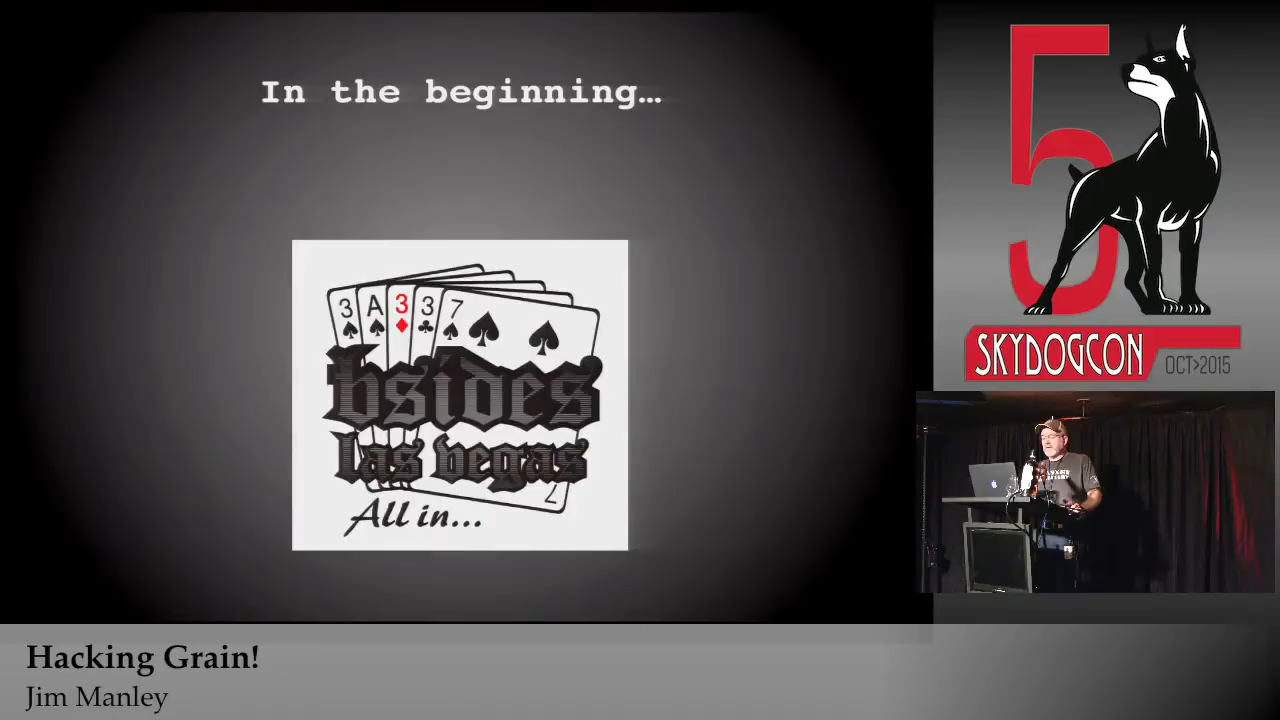 In the beginning…
3 A 3 3 7
bsides
las vegas
7
All in...
5
SKYDOGCON
OCT>2015
Hacking Grain!
Jim Manley